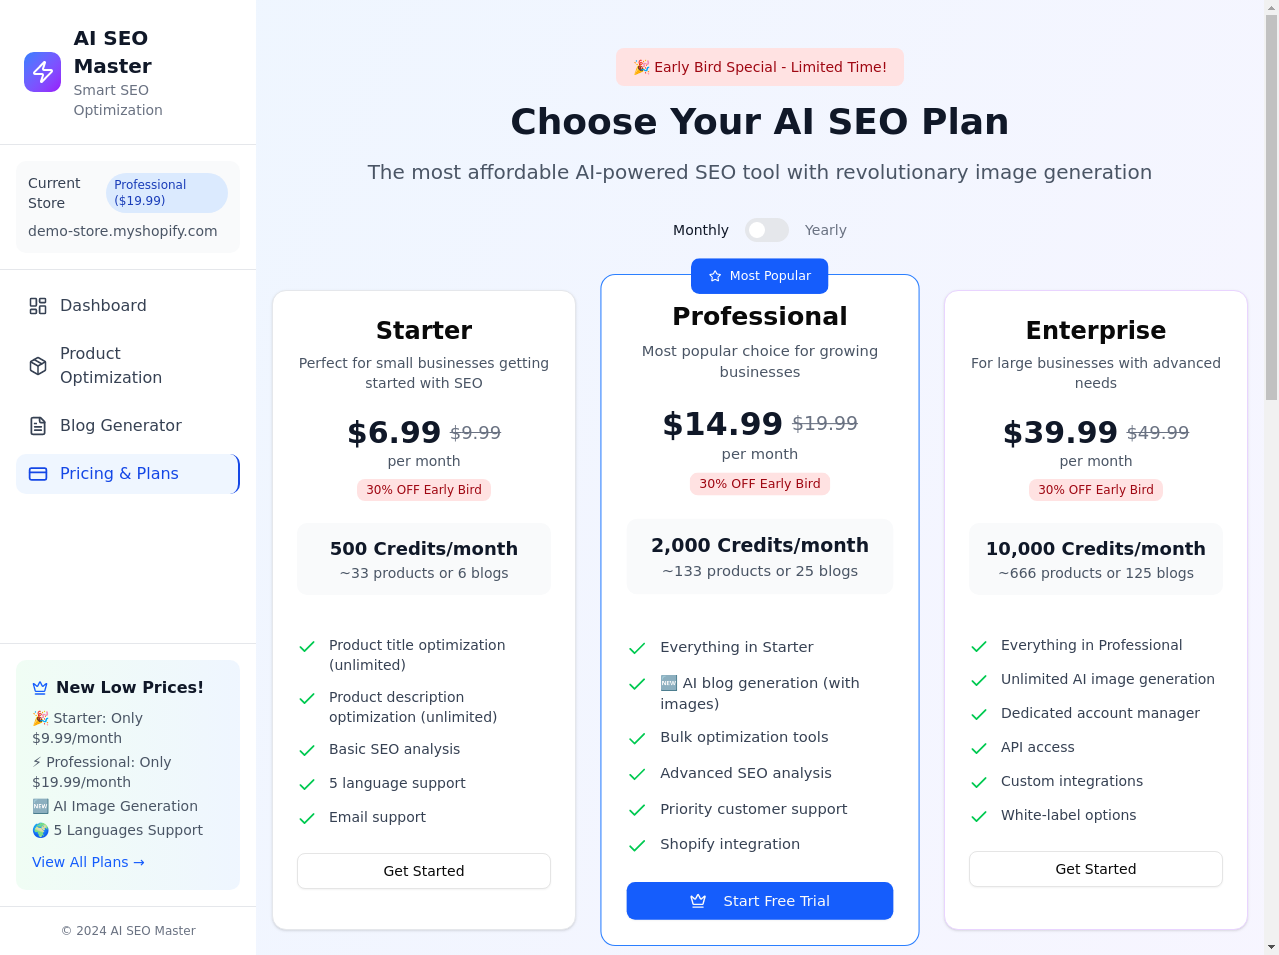 AI SEO
Master
Smart SEO
Optimization
Current
Store
Professional
($19.99)
demo-store.myshopify.com
Dashboard
Product
Optimization
Blog Generator
Pricing & Plans
New Low Prices!
🎉 Starter: Only
$9.99/month
⚡ Professional: Only
$19.99/month
🆕 AI Image Generation
🌍 5 Languages Support
View All Plans →
© 2024 AI SEO Master
🎉 Early Bird Special - Limited Time!
Choose Your AI SEO Plan
The most affordable AI-powered SEO tool with revolutionary image generation
Monthly
Yearly
Starter
Perfect for small businesses getting
started with SEO
$6.99 $9.99
per month
30% OFF Early Bird
500 Credits/month
~33 products or 6 blogs
Product title optimization
(unlimited)
Product description
optimization (unlimited)
Basic SEO analysis
5 language support
Email support
Get Started
Most Popular
Professional
Most popular choice for growing
businesses
$14.99 $19.99
per month
30% OFF Early Bird
2,000 Credits/month
~133 products or 25 blogs
Everything in Starter
🆕 AI blog generation (with
images)
Bulk optimization tools
Advanced SEO analysis
Priority customer support
Shopify integration
Start Free Trial
Enterprise
For large businesses with advanced
needs
$39.99 $49.99
per month
30% OFF Early Bird
10,000 Credits/month
~666 products or 125 blogs
Everything in Professional
Unlimited AI image generation
Dedicated account manager
API access
Custom integrations
White-label options
Get Started